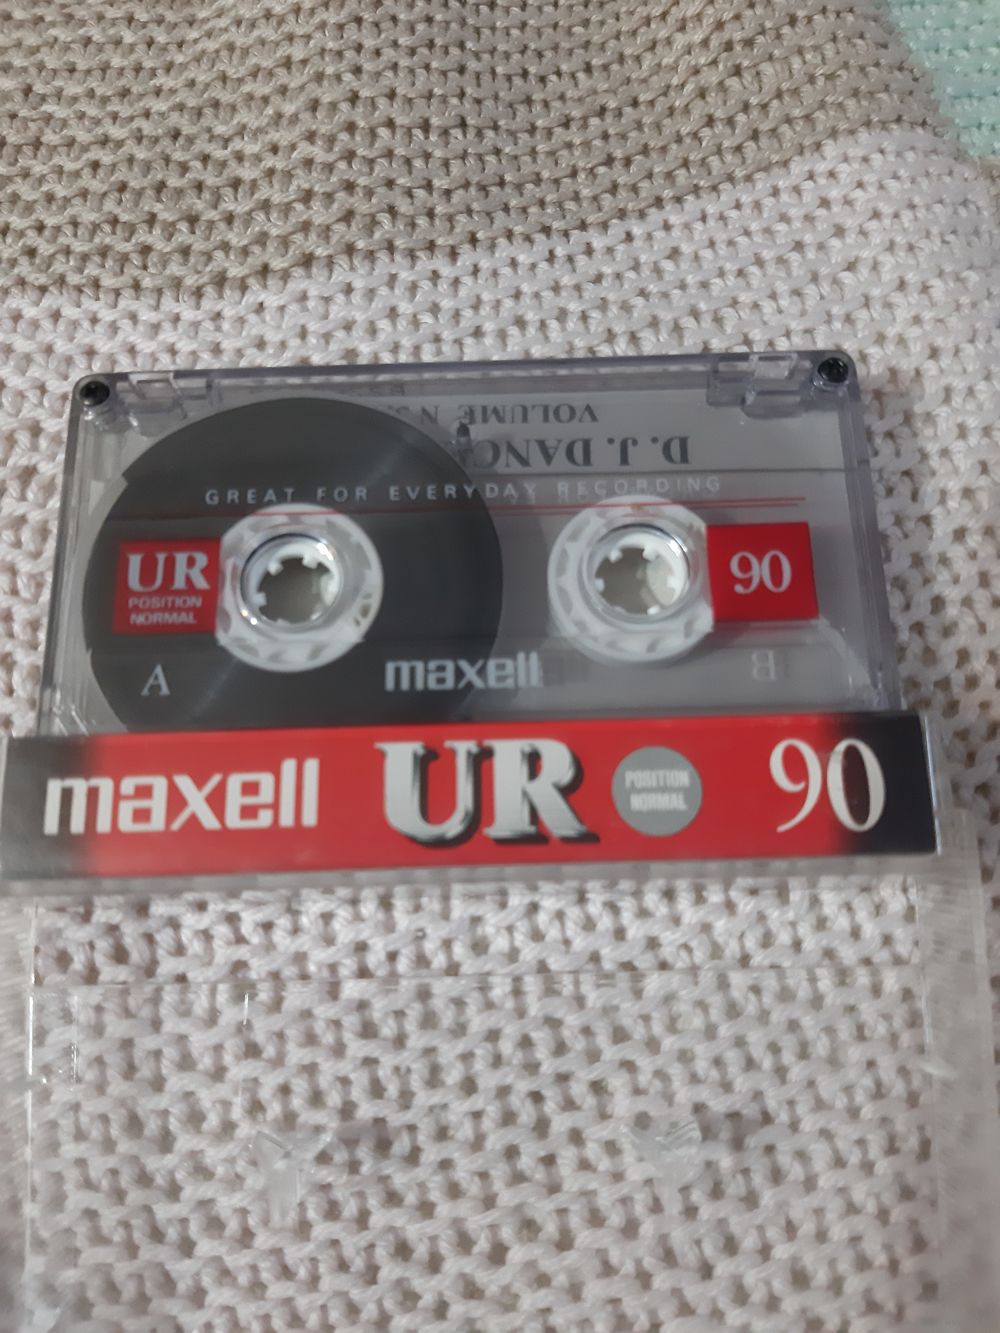 VOLUME N
D. J. DANC
GREAT FOR EVERYDAY RECORDING
UR
POSITION
NORMAL
90
A
maxell
B
maxell UR POSITION NORMAL 90